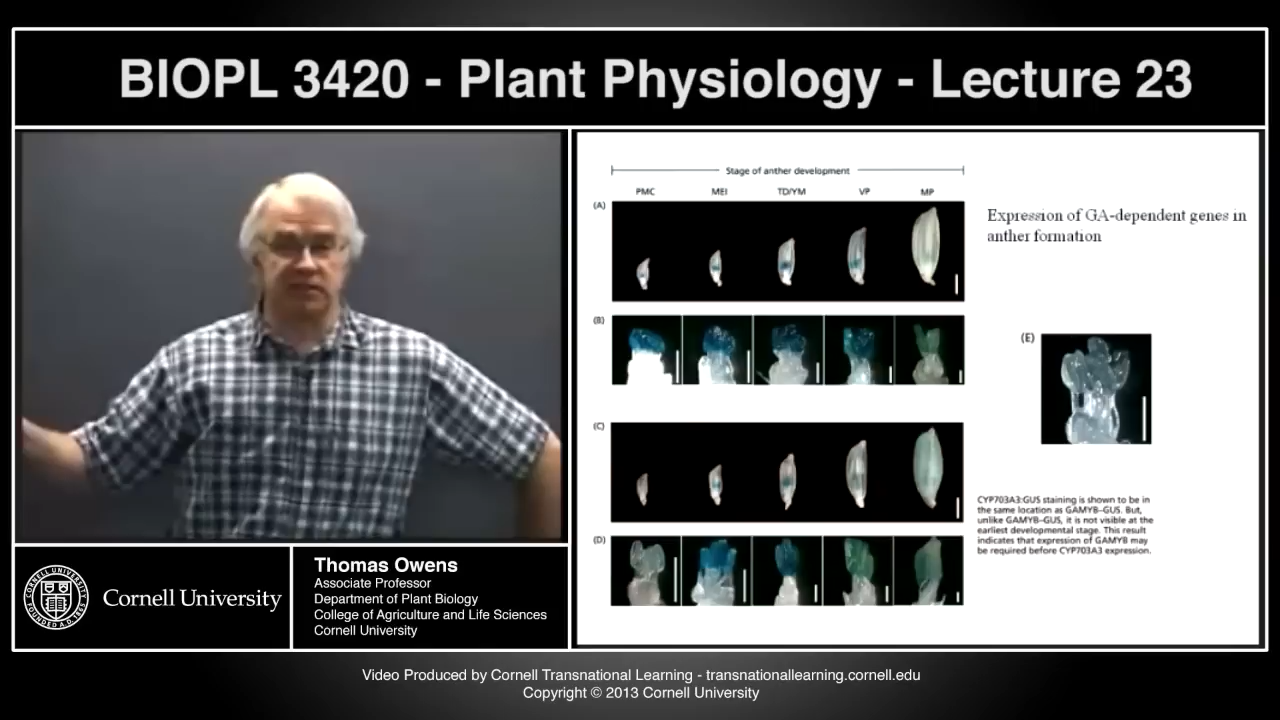 BIOPL 3420 - Plant Physiology - Lecture 23
Stage of anther development
PMC MEI TD/YM VP MP
(A)
Expression of GA-dependent genes in
anther formation
(B)
(E)
(C)
CYP703A3:GUS staining is shown to be in
the same location as GAMYB-GUS. But,
unlike GAMYB-GUS, it is not visible at the
earliest developmental stage. This result
indicates that expression of GAMYB may
be required before CYP703A3 expression.
(D)
Cornell University
Thomas Owens
Associate Professor
Department of Plant Biology
College of Agriculture and Life Sciences
Cornell University
Video Produced by Cornell Transnational Learning - transnationallearning.cornell.edu
Copyright © 2013 Cornell University